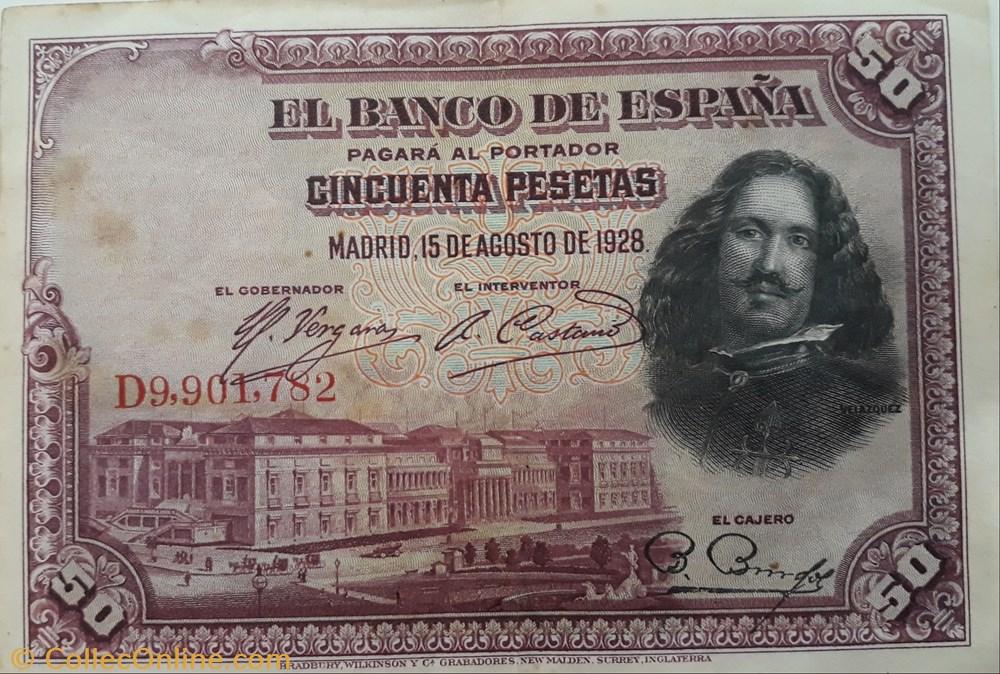 50
EL BANCO DE ESPAÑA
PAGARÁ AL PORTADOR
CINCUENTA PESETAS
MADRID, 15 DE AGOSTO DE 1928.
EL GOBERNADOR
EL INTERVENTOR
Vergara
A. Castaño
D9,901,782
VELAZQUEZ
EL CAJERO
50
50
© CollecOnline.com
BRADBURY, WILKINSON Y Cª GRABADORES, NEW MALDEN, SURREY, INGLATERRA